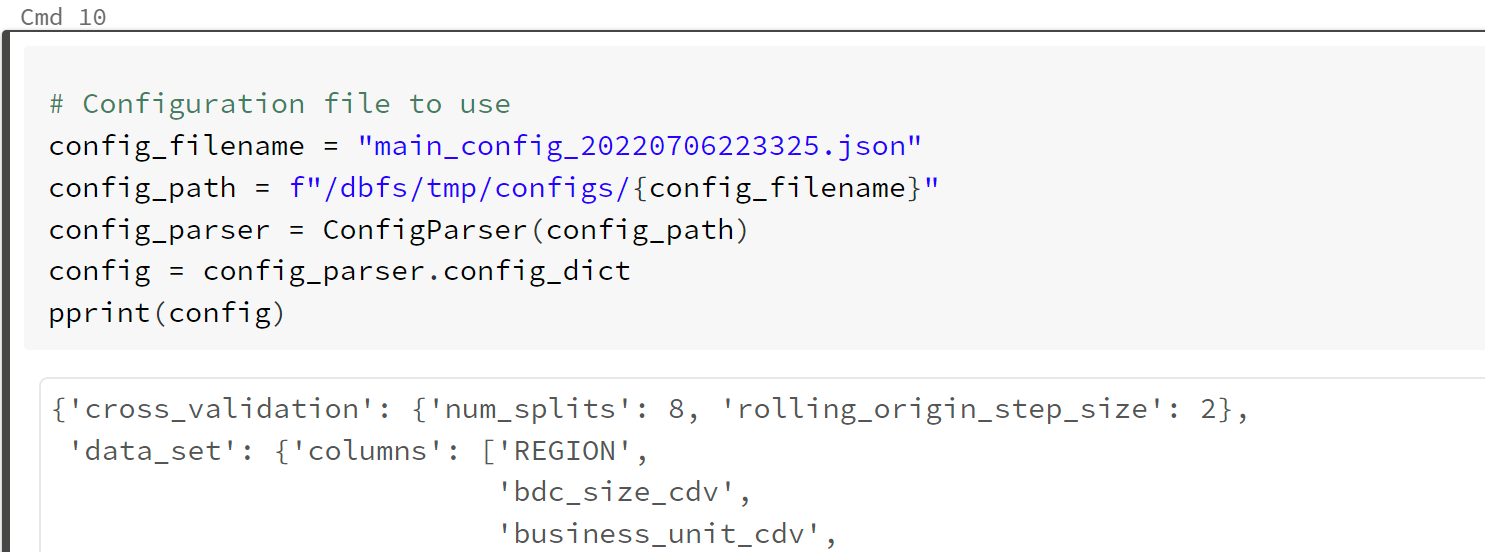 Cmd 10
# Configuration file to use
config_filename = "main_config_20220706223325.json"
config_path = f"/dbfs/tmp/configs/{config_filename}"
config_parser = ConfigParser(config_path)
config = config_parser.config_dict
pprint(config)
{'cross_validation': {'num_splits': 8, 'rolling_origin_step_size': 2},
 'data_set': {'columns': ['REGION',
                          'bdc_size_cdv',
                          'business_unit_cdv',